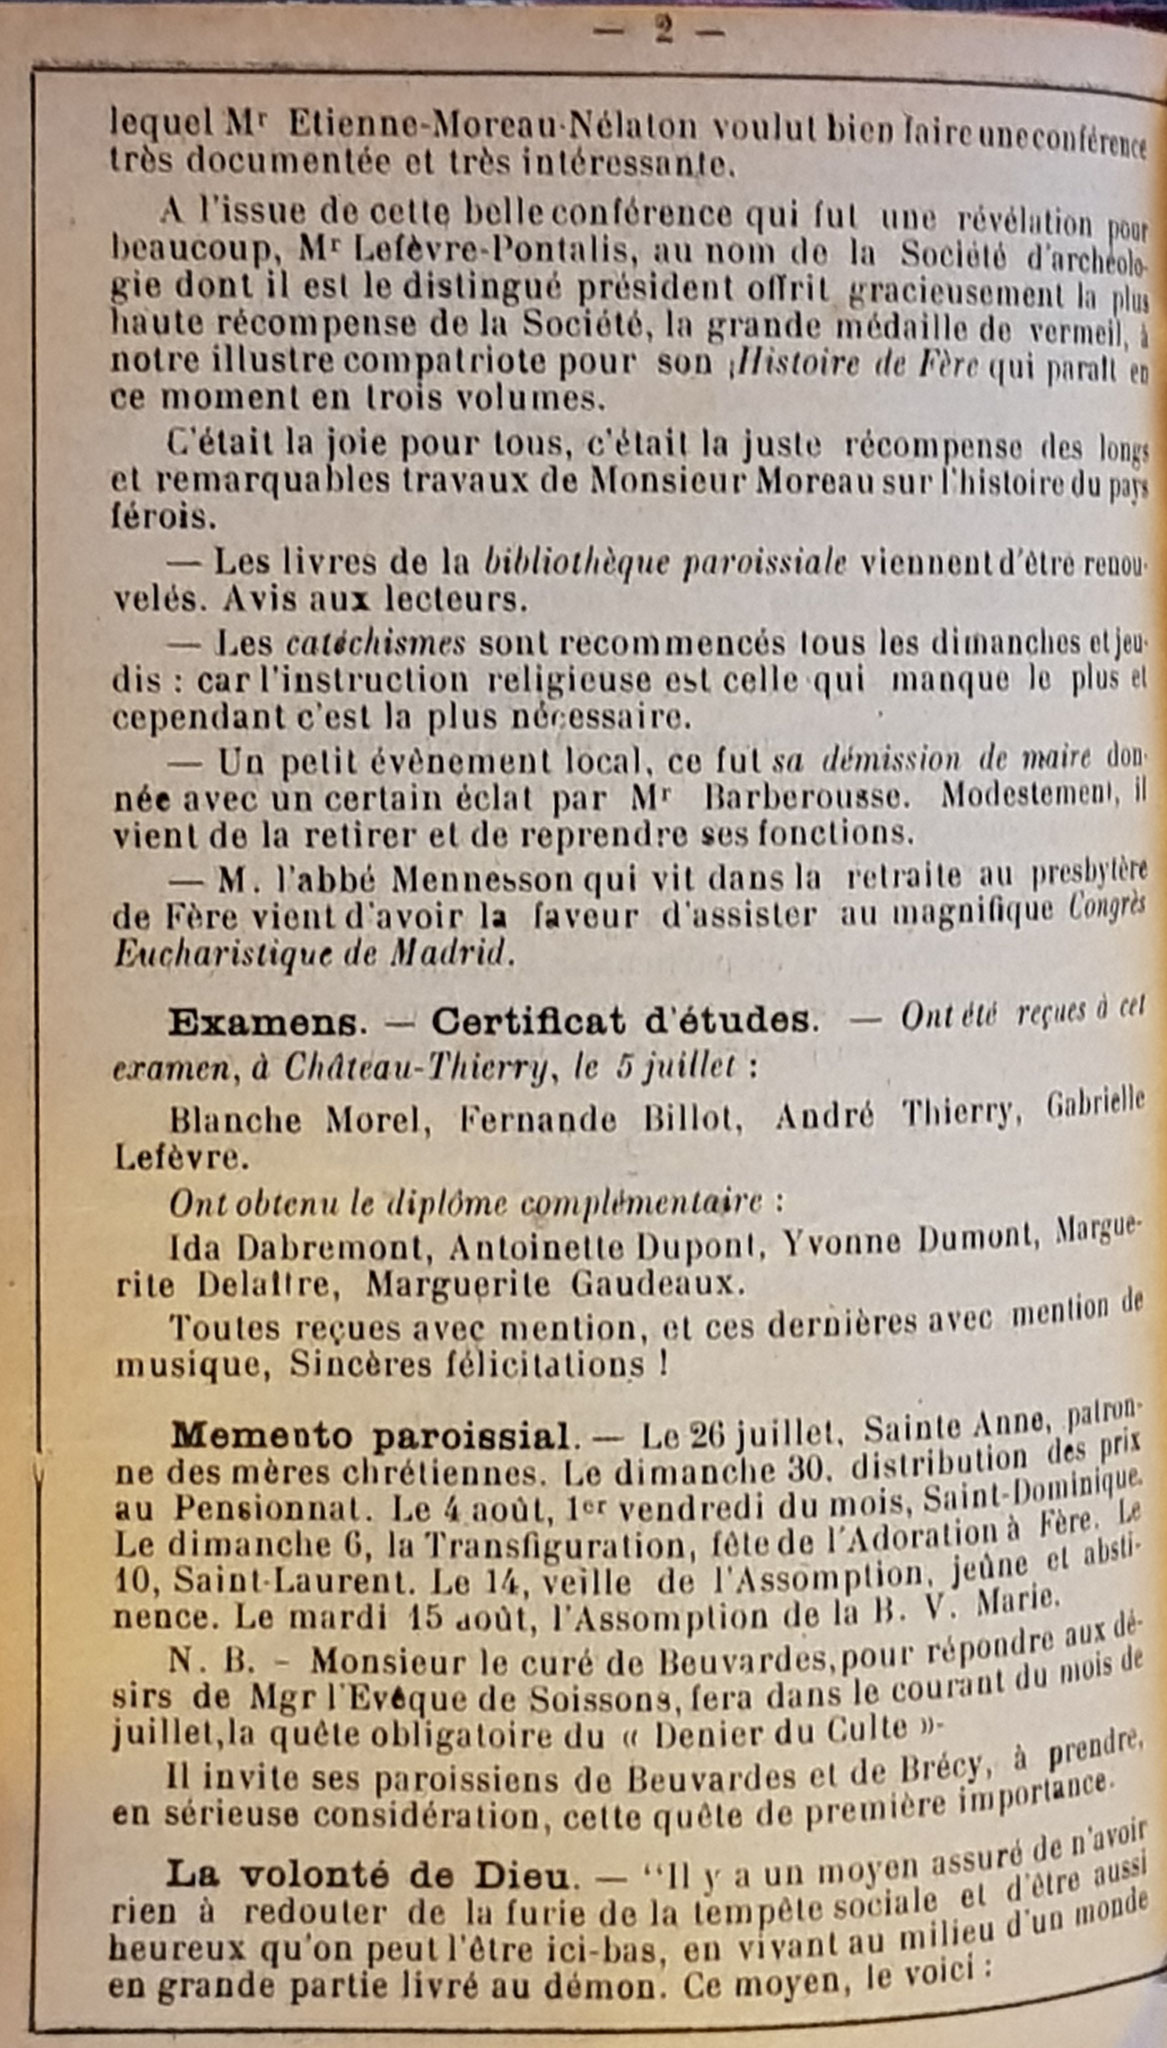 — 2 —
lequel Mr Etienne-Moreau-Nélaton voulut bien faire une conférence
très documentée et très intéressante.
A l'issue de cette belle conférence qui fut une révélation pour
beaucoup, Mr Lefèvre-Pontalis, au nom de la Société d'archéolo-
gie dont il est le distingué président offrit gracieusement la plus
haute récompense de la Société, la grande médaille de vermeil, à
notre illustre compatriote pour son Histoire de Fère qui paraît en
ce moment en trois volumes.
C'était la joie pour tous, c'était la juste récompense des longs
et remarquables travaux de Monsieur Moreau sur l'histoire du pays
férois.
— Les livres de la bibliothèque paroissiale viennent d'être renou-
velés. Avis aux lecteurs.
— Les catéchismes sont recommencés tous les dimanches et jeu-
dis : car l'instruction religieuse est celle qui manque le plus et
cependant c'est la plus nécessaire.
— Un petit évènement local, ce fut sa démission de maire don-
née avec un certain éclat par Mr Barberousse. Modestement, il
vient de la retirer et de reprendre ses fonctions.
— M. l'abbé Mennesson qui vit dans la retraite au presbytère
de Fère vient d'avoir la faveur d'assister au magnifique Congrès
Eucharistique de Madrid.
Examens. — Certificat d'études. — Ont été reçues à cet
examen, à Château-Thierry, le 5 juillet :
Blanche Morel, Fernande Billot, André Thierry, Gabrielle
Lefèvre.
Ont obtenu le diplôme complémentaire :
Ida Dabremont, Antoinette Dupont, Yvonne Dumont, Margue-
rite Delattre, Marguerite Gaudeaux.
Toutes reçues avec mention, et ces dernières avec mention de
musique, Sincères félicitations !
Memento paroissial. — Le 26 juillet, Sainte Anne, patron-
ne des mères chrétiennes. Le dimanche 30, distribution des prix
au Pensionnat. Le 4 août, 1er vendredi du mois, Saint-Dominique.
Le dimanche 6, la Transfiguration, fête de l'Adoration à Fère. Le
10, Saint-Laurent. Le 14, veille de l'Assomption, jeûne et absti-
nence. Le mardi 15 août, l'Assomption de la B. V. Marie.
N. B. - Monsieur le curé de Beuvardes, pour répondre aux dé-
sirs de Mgr l'Evêque de Soissons, fera dans le courant du mois de
juillet, la quête obligatoire du « Denier du Culte »-
Il invite ses paroissiens de Beuvardes et de Brécy, à prendre,
en sérieuse considération, cette quête de première importance.
La volonté de Dieu. — “Il y a un moyen assuré de n'avoir
rien à redouter de la furie de la tempête sociale et d'être aussi
heureux qu'on peut l'être ici-bas, en vivant au milieu d'un monde
en grande partie livré au démon. Ce moyen, le voici :